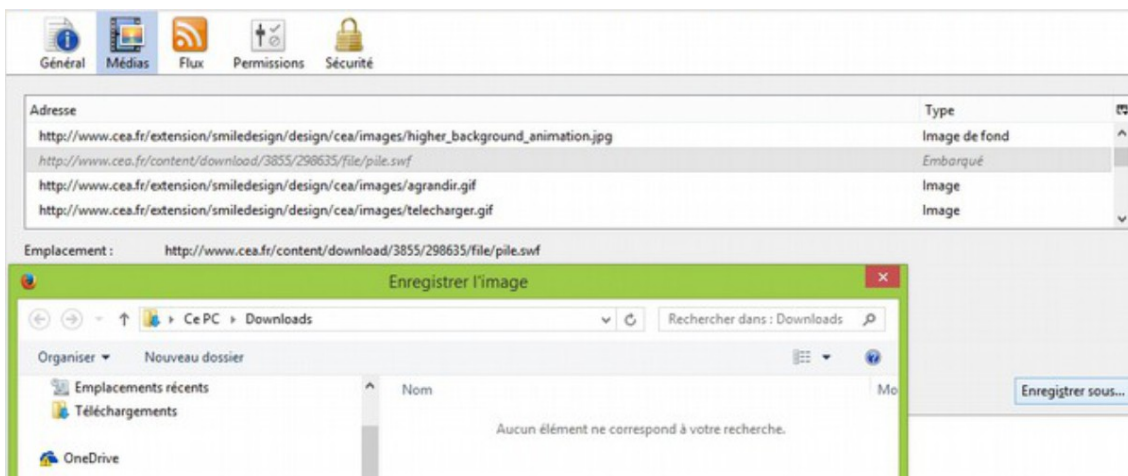 Général Médias Flux Permissions Sécurité
Adresse Type
http://www.cea.fr/extension/smiledesign/design/cea/images/higher_background_animation.jpg Image de fond
http://www.cea.fr/content/download/3855/298635/file/pile.swf Embarqué
http://www.cea.fr/extension/smiledesign/design/cea/images/agrandir.gif Image
http://www.cea.fr/extension/smiledesign/design/cea/images/telecharger.gif Image
Emplacement : http://www.cea.fr/content/download/3855/298635/file/pile.swf
Enregistrer l'image
Ce PC Downloads Rechercher dans : Downloads
Organiser Nouveau dossier
Emplacements récents Nom Mo
Téléchargements Enregistrer sous...
Aucun élément ne correspond à votre recherche.
OneDrive